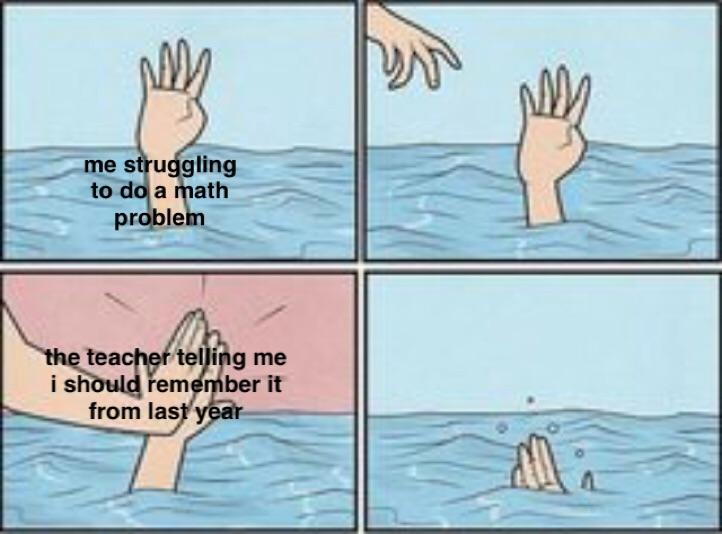 me struggling
to do a math
problem
the teacher telling me
i should remember it
from last year